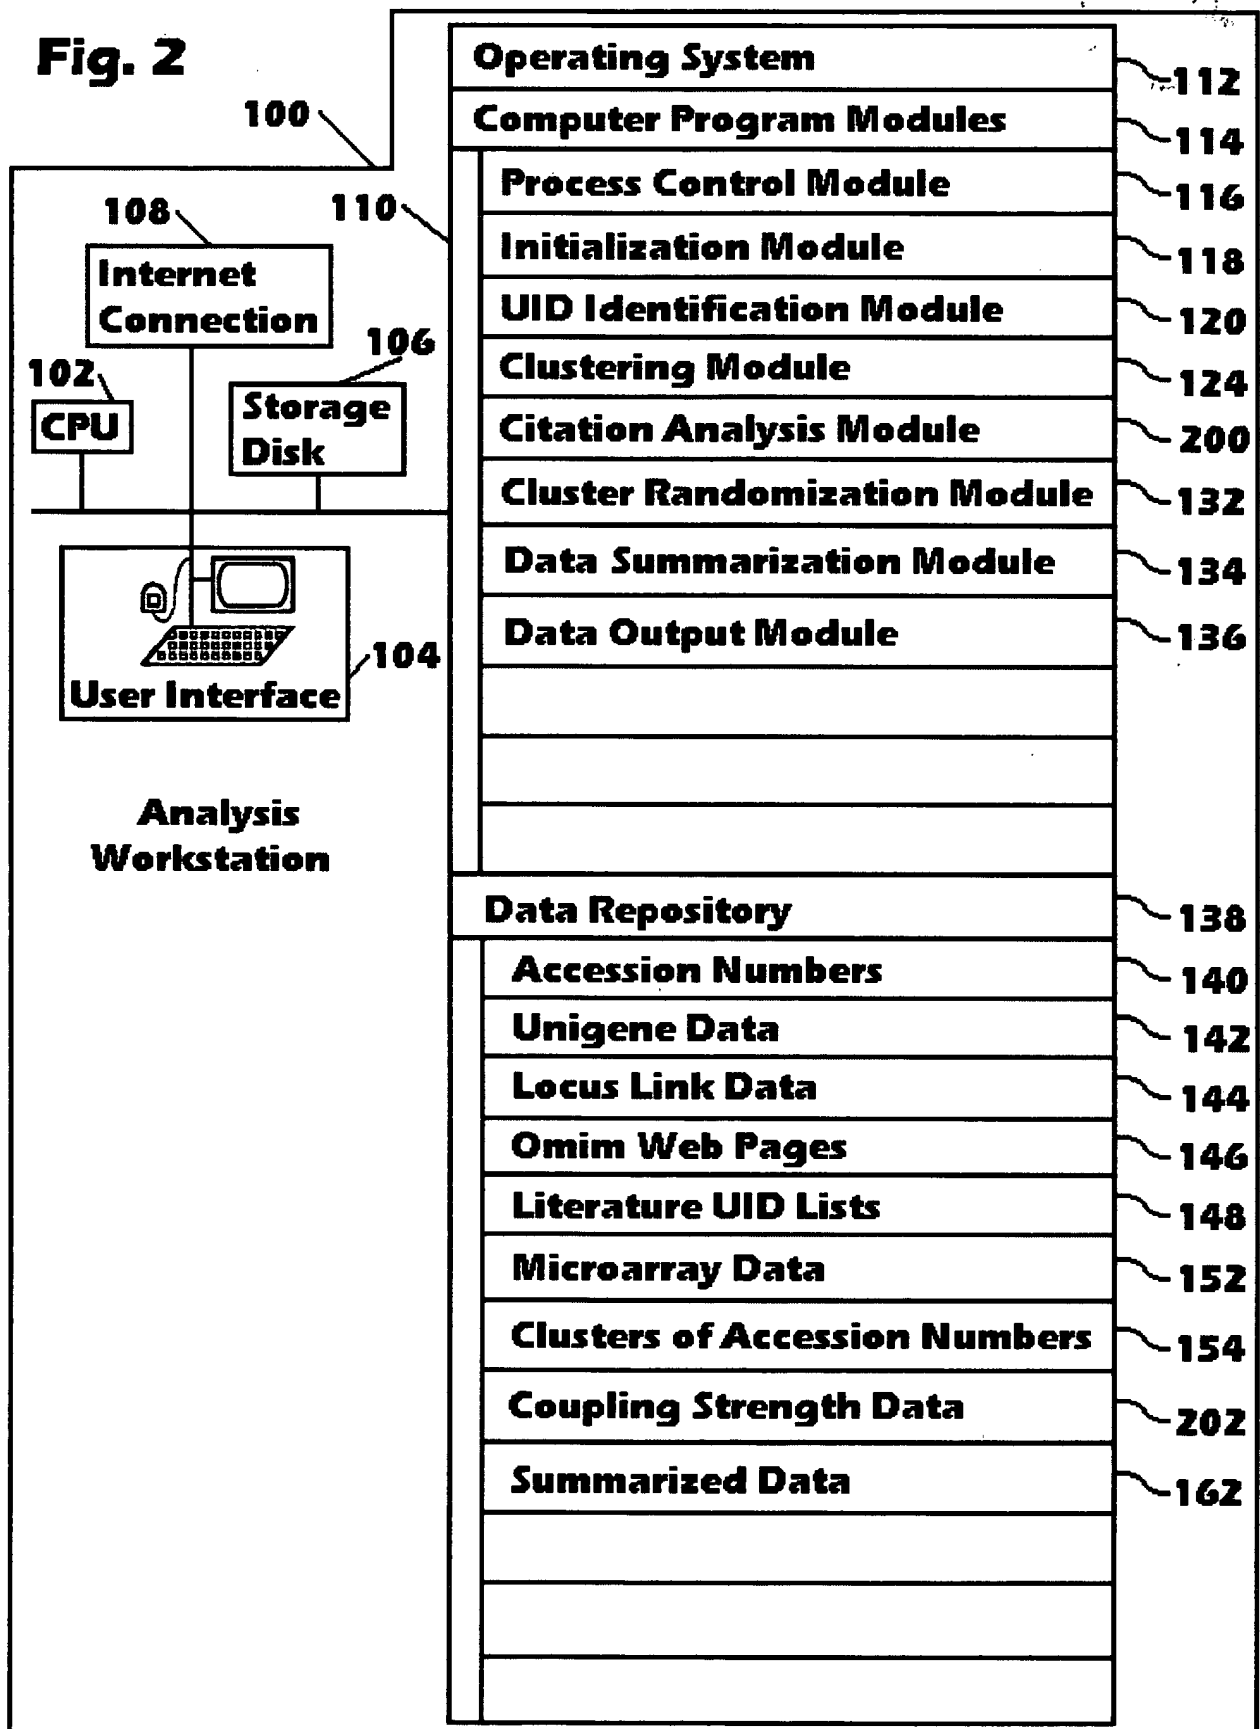 Fig. 2
100
108
110
Internet
Connection
106
102
CPU
Storage
Disk
104
User Interface
Analysis
Workstation
Operating System
112
Computer Program Modules
114
Process Control Module
116
Initialization Module
118
UID Identification Module
120
Clustering Module
124
Citation Analysis Module
200
Cluster Randomization Module
132
Data Summarization Module
134
Data Output Module
136
Data Repository
138
Accession Numbers
140
Unigene Data
142
Locus Link Data
144
Omim Web Pages
146
Literature UID Lists
148
Microarray Data
152
Clusters of Accession Numbers
154
Coupling Strength Data
202
Summarized Data
162